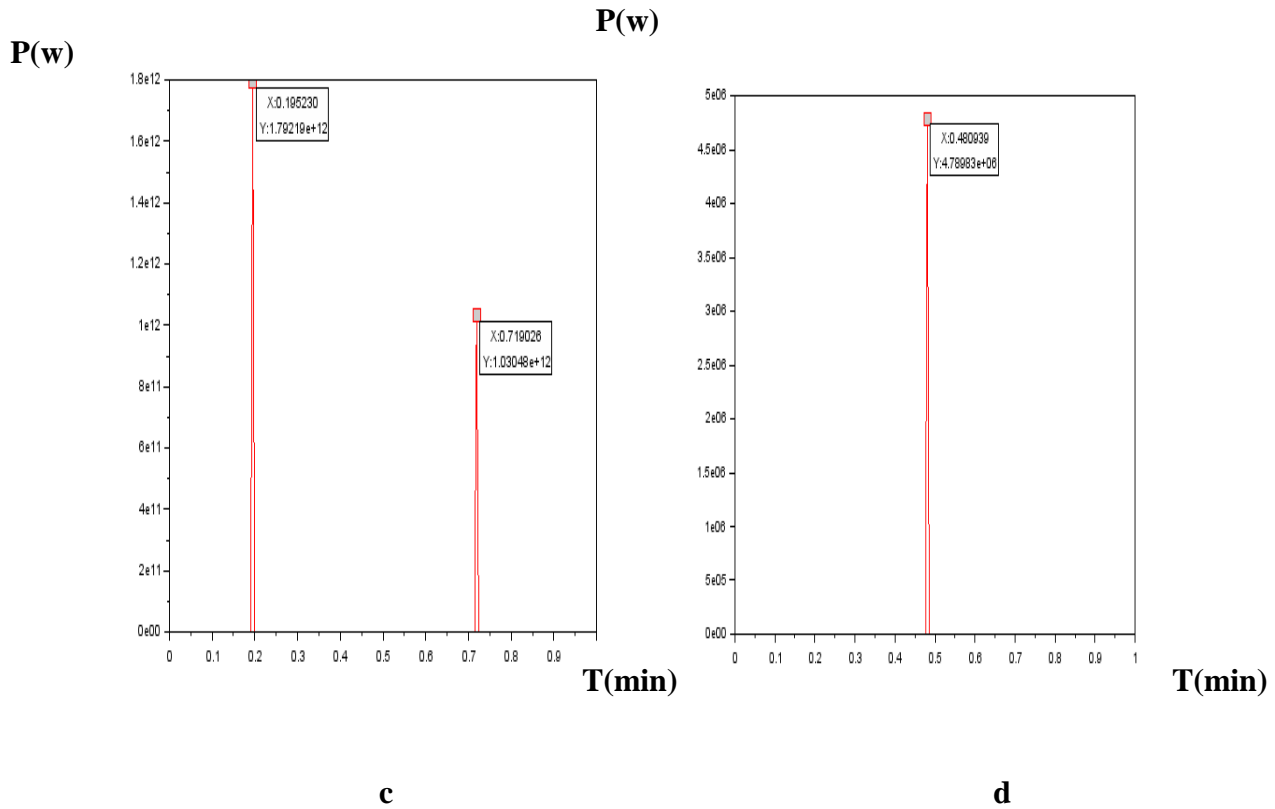 P(w)
P(w)
1.8e12
1.6e12
1.4e12
1.2e12
1e12
8e11
6e11
4e11
2e11
0e00
X:0.195230
Y:1.79219e+12
X:0.719026
Y:1.03048e+12
0 0.1 0.2 0.3 0.4 0.5 0.6 0.7 0.8 0.9
T(min)
5e06
4.5e06
4e06
3.5e06
3e06
2.5e06
2e06
1.5e06
1e06
5e05
0e00
X:0.480939
Y:4.78983e+06
0 0.1 0.2 0.3 0.4 0.5 0.6 0.7 0.8 0.9 1
T(min)
c
d